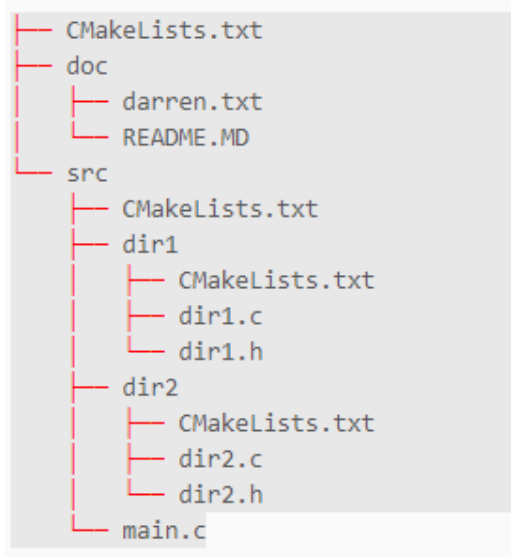 ├── CMakeLists.txt
├── doc
│   ├── darren.txt
│   └── README.MD
└── src
    ├── CMakeLists.txt
    ├── dir1
    │   ├── CMakeLists.txt
    │   ├── dir1.c
    │   └── dir1.h
    ├── dir2
    │   ├── CMakeLists.txt
    │   ├── dir2.c
    │   └── dir2.h
    └── main.c